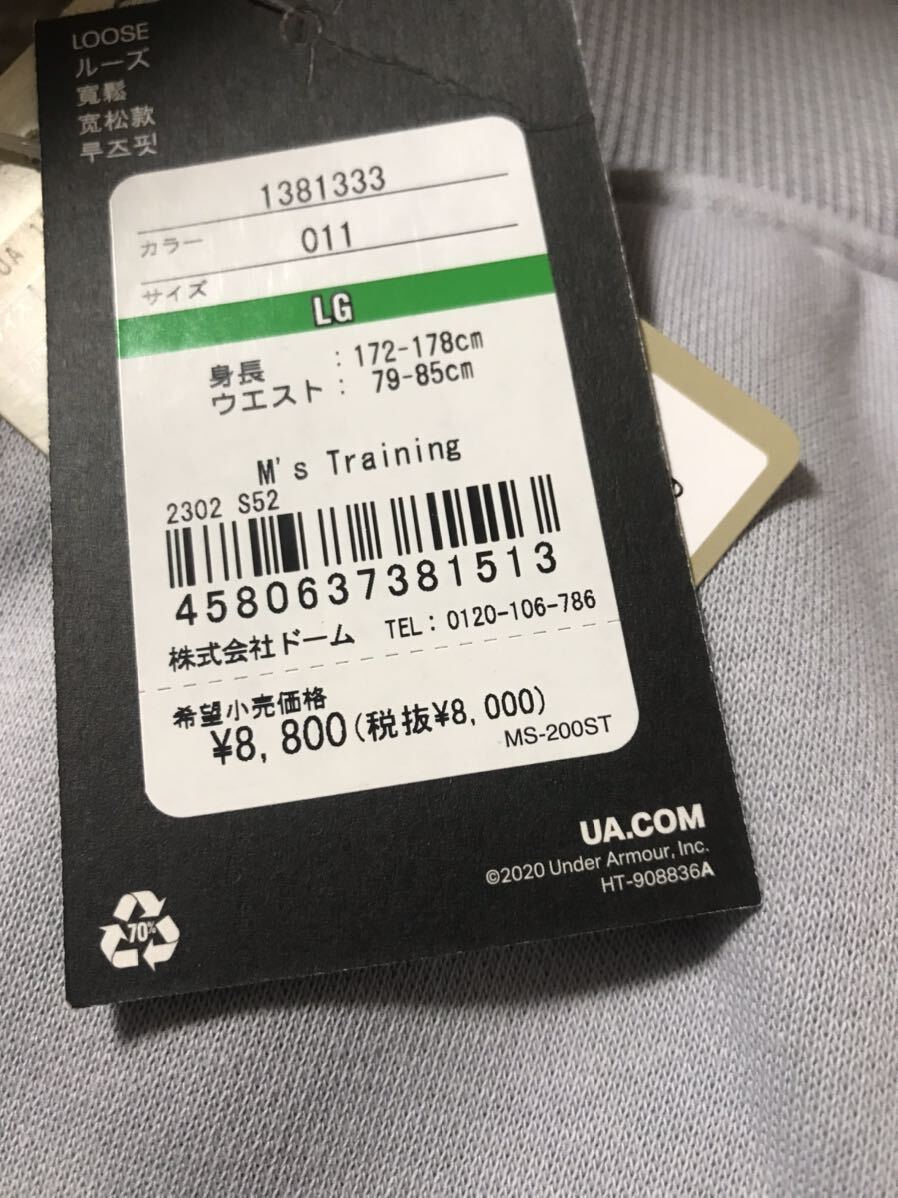 LOOSE
ルーズ
寬鬆
宽松款
루즈핏
1381333
カラー 011
サイズ
LG
身長 : 172-178cm
ウエスト : 79-85cm
M's Training
2302 S52
4580637381513
株式会社ドーム TEL: 0120-106-786
希望小売価格
¥8,800(税抜¥8,000)
MS-200ST
UA.COM
©2020 Under Armour, Inc.
HT-908836A
70%